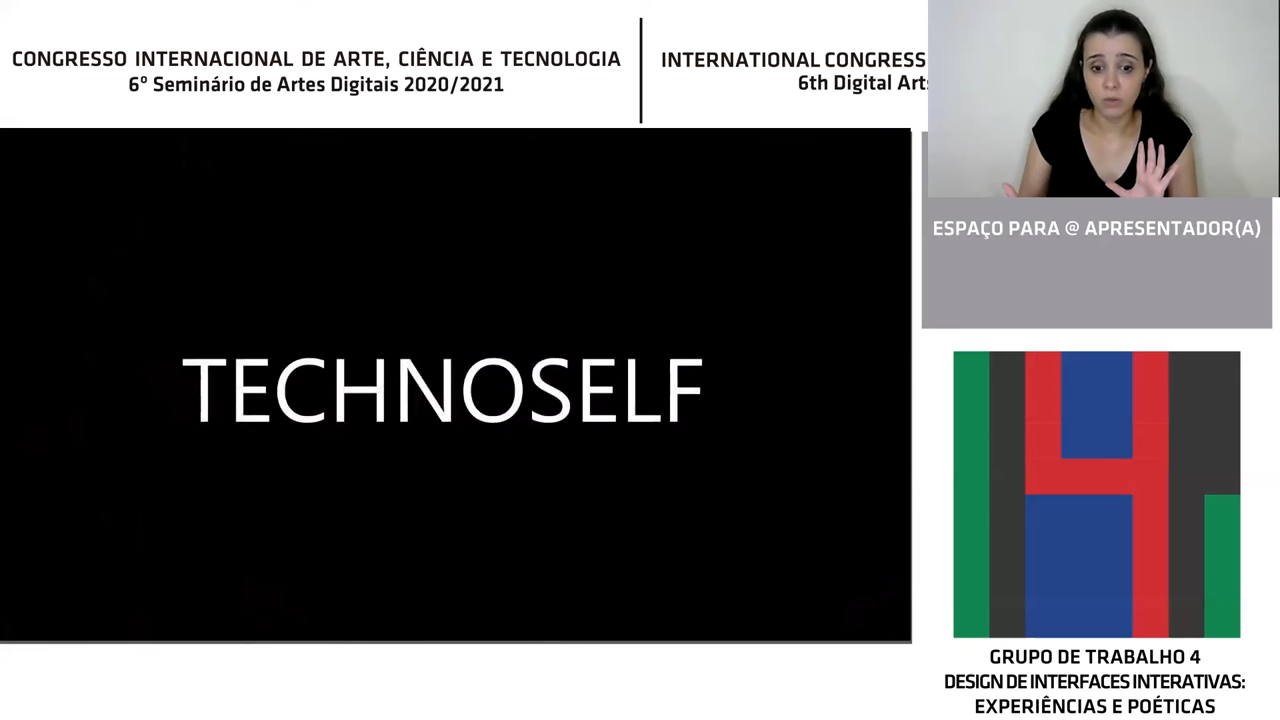 CONGRESSO INTERNACIONAL DE ARTE, CIÊNCIA E TECNOLOGIA
6º Seminário de Artes Digitais 2020/2021
INTERNATIONAL CONGRESS
6th Digital Arts
TECHNOSELF
ESPAÇO PARA @ APRESENTADOR(A)
GRUPO DE TRABALHO 4
DESIGN DE INTERFACES INTERATIVAS:
EXPERIÊNCIAS E POÉTICAS